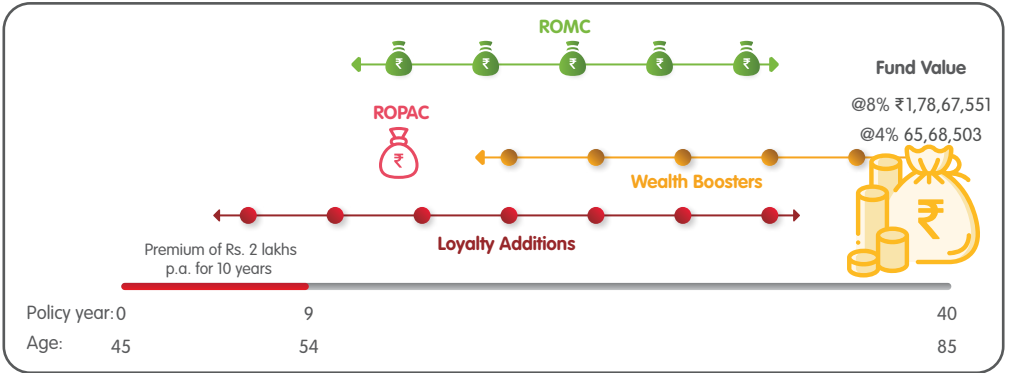 ROMC
₹ ₹ ₹ ₹ ₹
Fund Value
@8% ₹1,78,67,551
ROPAC
@4% 65,68,503
₹
Wealth Boosters
₹
Loyalty Additions
Premium of Rs. 2 lakhs
p.a. for 10 years
Policy year: 0 9 40
Age: 45 54 85